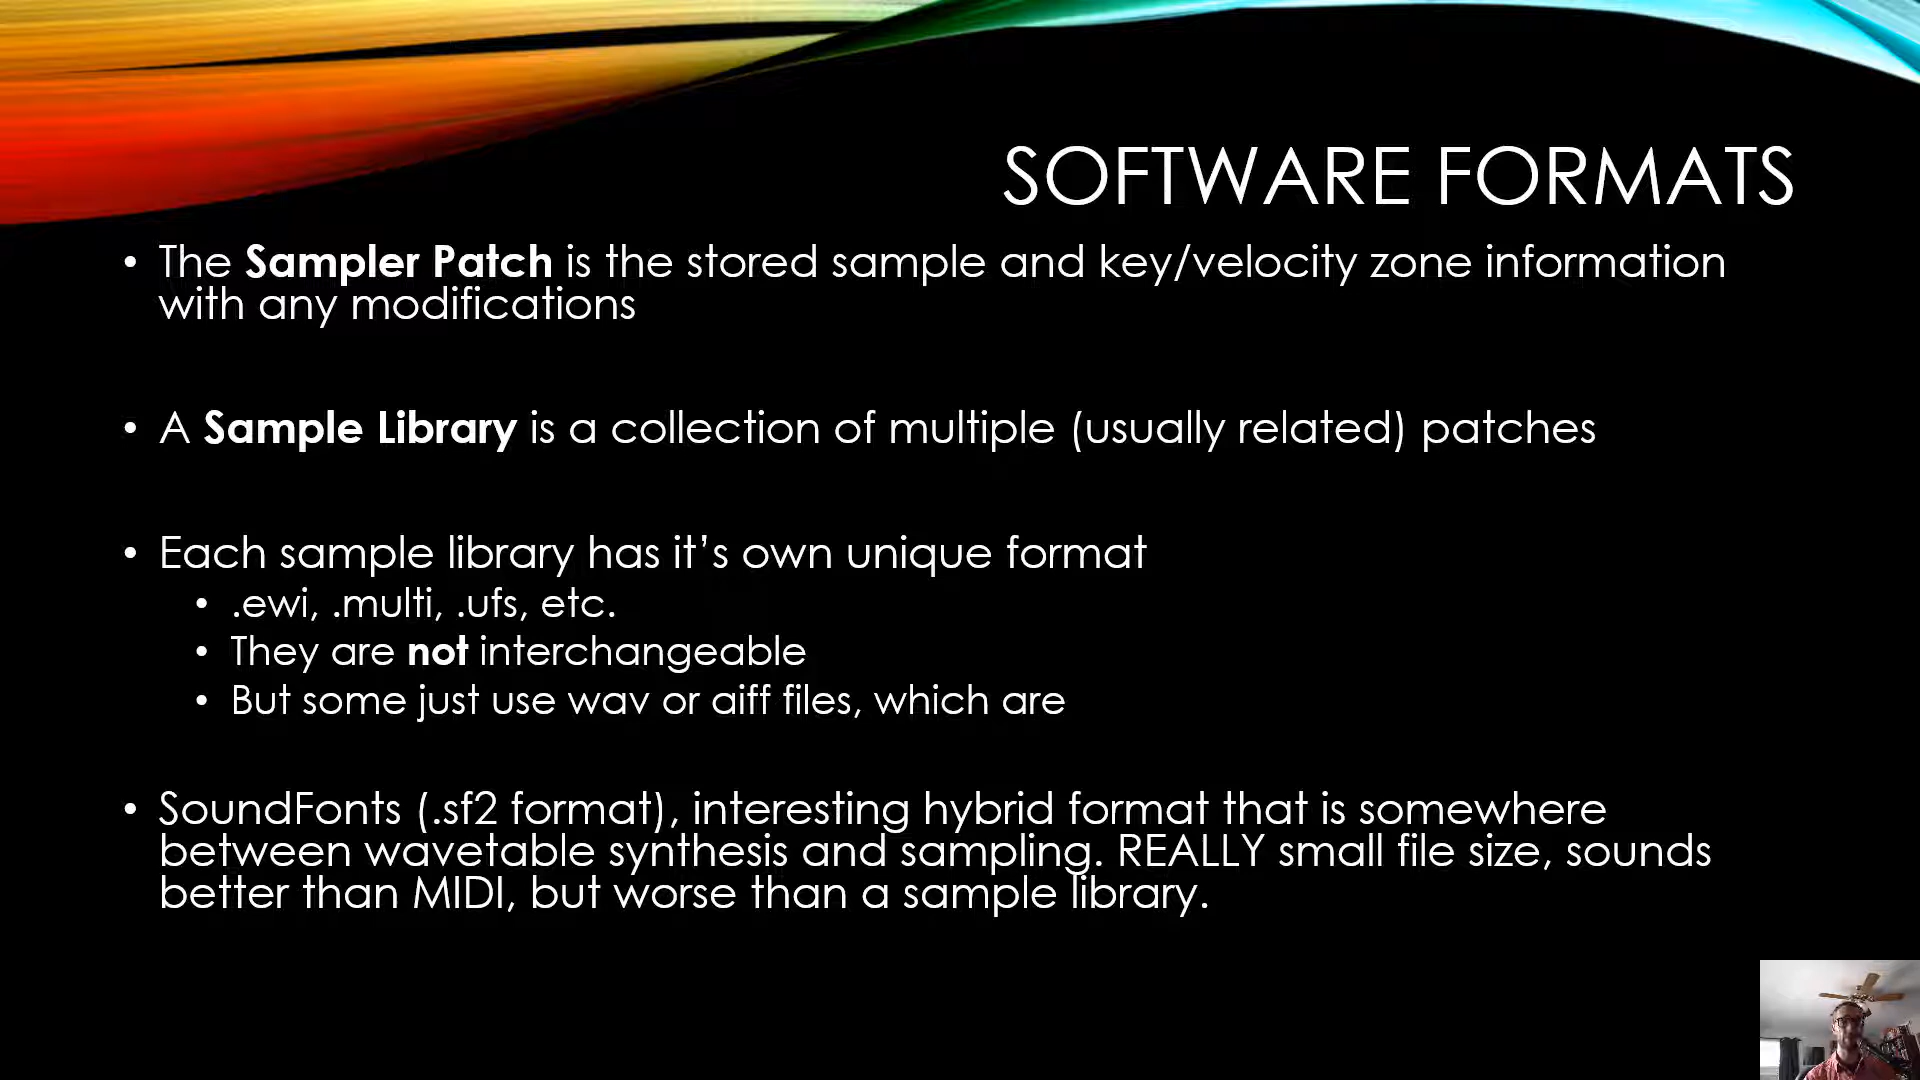 SOFTWARE FORMATS
• The Sampler Patch is the stored sample and key/velocity zone information
with any modifications
• A Sample Library is a collection of multiple (usually related) patches
• Each sample library has it’s own unique format
• .ewi, .multi, .ufs, etc.
• They are not interchangeable
• But some just use wav or aiff files, which are
• SoundFonts (.sf2 format), interesting hybrid format that is somewhere
between wavetable synthesis and sampling. REALLY small file size, sounds
better than MIDI, but worse than a sample library.